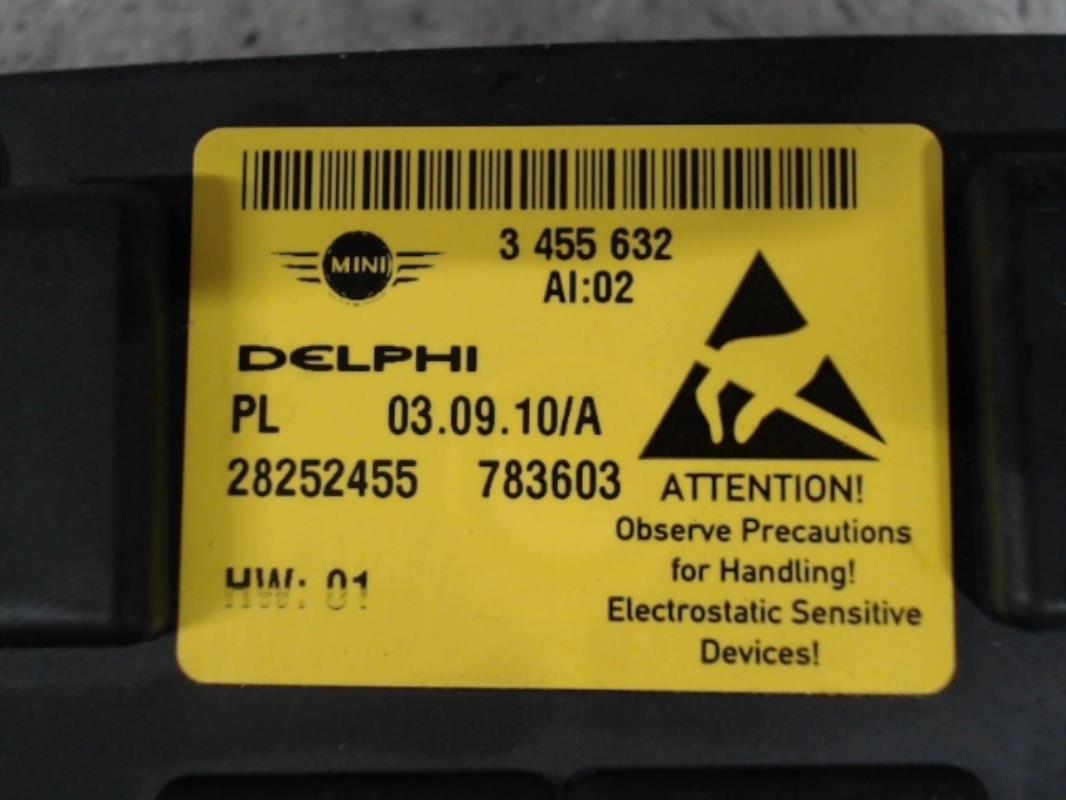 MINI
3 455 632
AI:02
DELPHI
PL 03.09.10/A
28252455 783603
HW: 01
ATTENTION!
Observe Precautions
for Handling!
Electrostatic Sensitive
Devices!